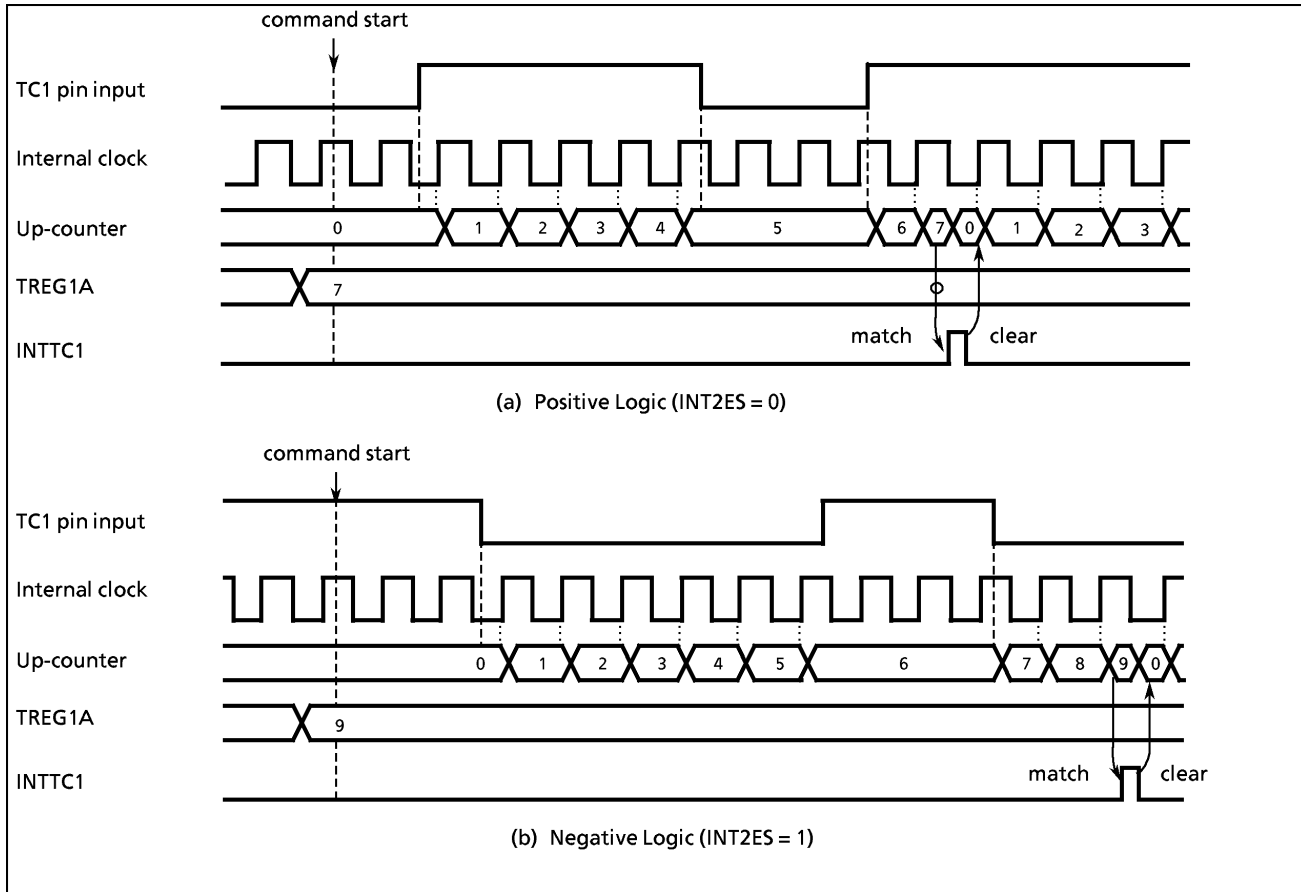 command start
TC1 pin input
Internal clock
Up-counter 0 1 2 3 4 5 6 7 0 1 2 3
TREG1A 7
match clear
INTTC1
(a) Positive Logic (INT2ES = 0)
command start
TC1 pin input
Internal clock
Up-counter 0 1 2 3 4 5 6 7 8 9 0
TREG1A 9
match clear
INTTC1
(b) Negative Logic (INT2ES = 1)